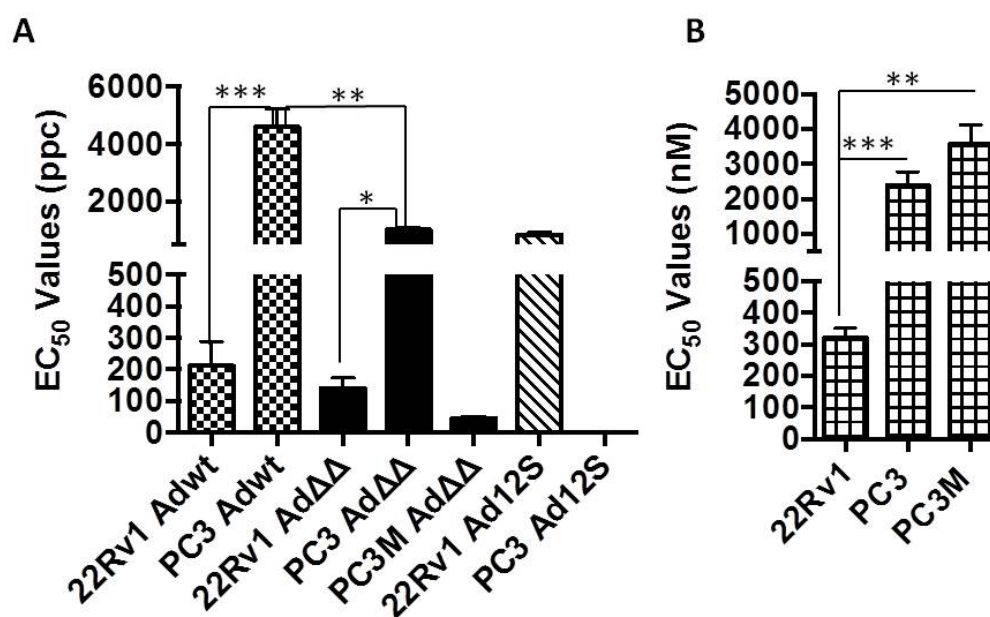 A
EC50 Values (ppc)
6000
4000
2000
500
400
300
200
100
0
***
**
*
22Rv1 Adwt
PC3 Adwt
22Rv1 AdΔΔ
PC3 AdΔΔ
PC3M AdΔΔ
22Rv1 Ad12S
PC3 Ad12S
B
EC50 Values (nM)
5000
4000
3000
2000
1000
500
400
300
200
100
0
**
***
22Rv1
PC3
PC3M